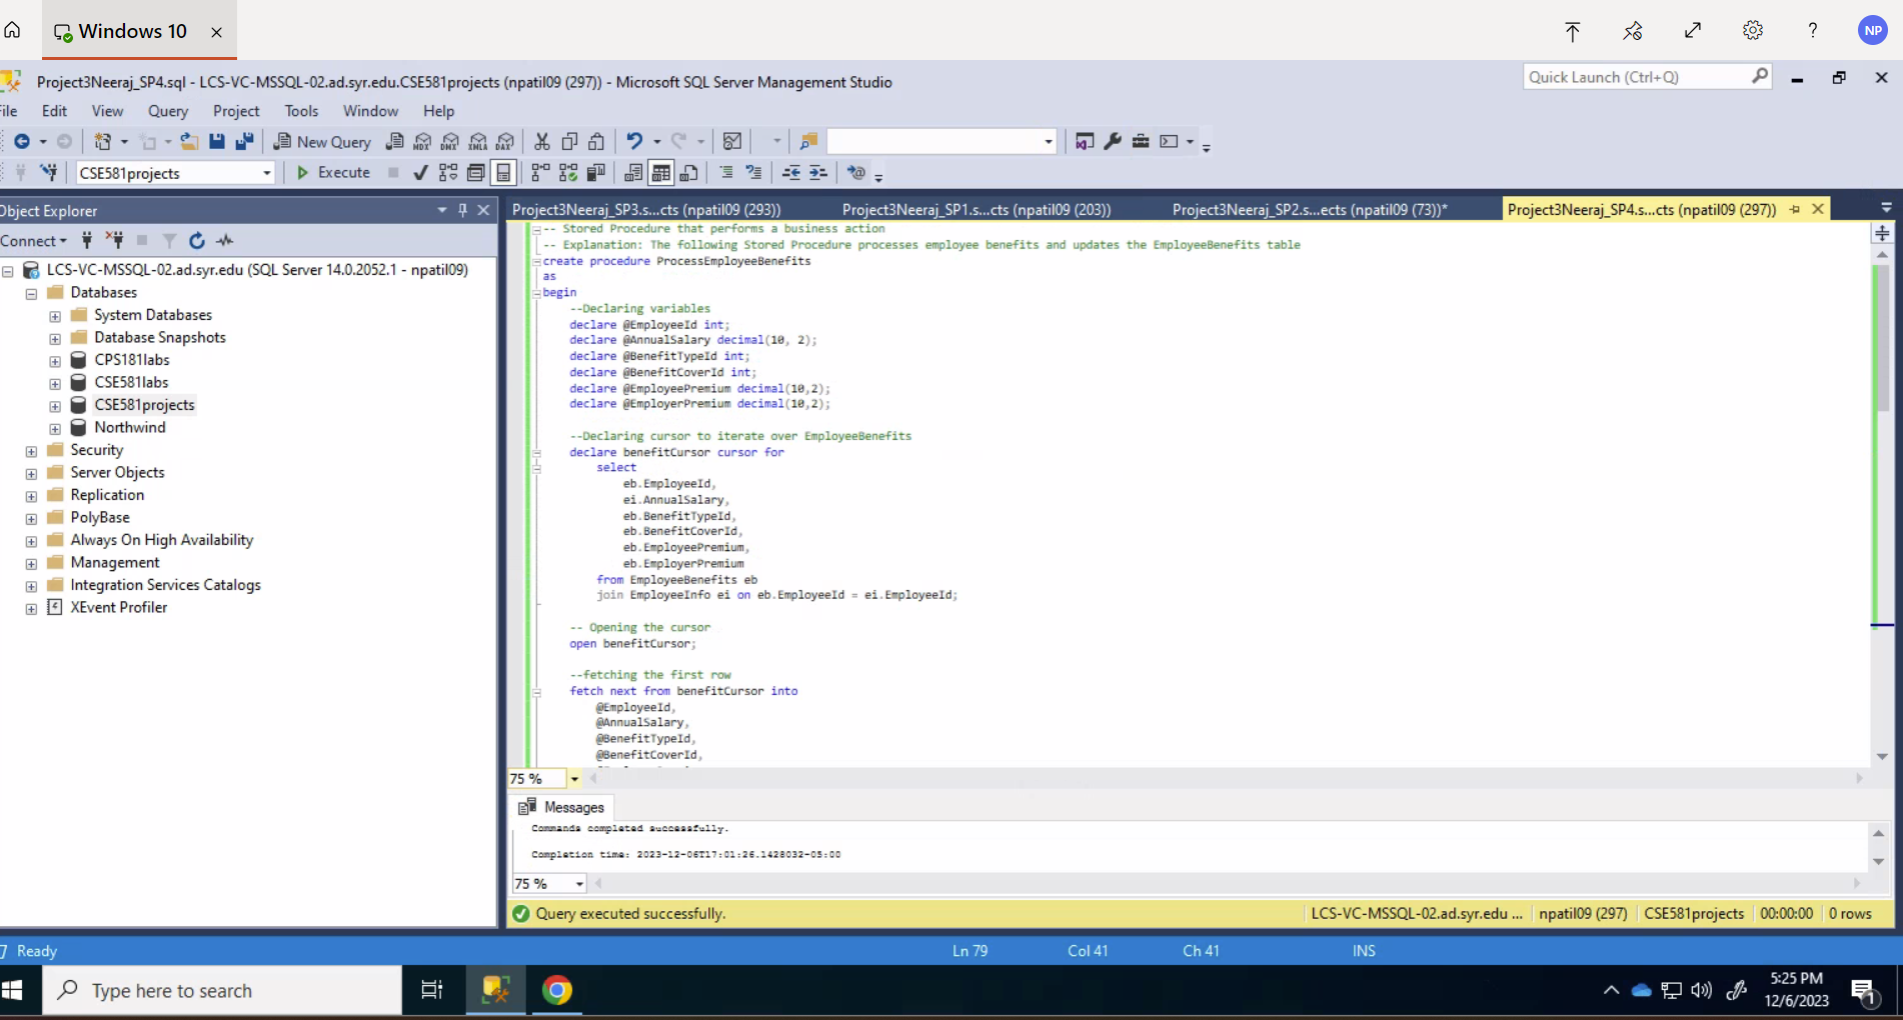 Windows 10
?
NP
Project3Neeraj_SP4.sql - LCS-VC-MSSQL-02.ad.syr.edu.CSE581projects (npatil09 (297)) - Microsoft SQL Server Management Studio
Quick Launch (Ctrl+Q)
File Edit View Query Project Tools Window Help
New Query MDX DMX XMLA DAX
CSE581projects Execute
Object Explorer
Project3Neeraj_SP3.s...cts (npatil09 (293)) Project3Neeraj_SP1.s...cts (npatil09 (203)) Project3Neeraj_SP2.s...ects (npatil09 (73))* Project3Neeraj_SP4.s...cts (npatil09 (297))
Connect
LCS-VC-MSSQL-02.ad.syr.edu (SQL Server 14.0.2052.1 - npatil09)
Databases
System Databases
Database Snapshots
CPS181labs
CSE581labs
CSE581projects
Northwind
Security
Server Objects
Replication
PolyBase
Always On High Availability
Management
Integration Services Catalogs
XEvent Profiler
-- Stored Procedure that performs a business action
-- Explanation: The following Stored Procedure processes employee benefits and updates the EmployeeBenefits table
create procedure ProcessEmployeeBenefits
as
begin
--Declaring variables
declare @EmployeeId int;
declare @AnnualSalary decimal(10, 2);
declare @BenefitTypeId int;
declare @BenefitCoverId int;
declare @EmployeePremium decimal(10,2);
declare @EmployerPremium decimal(10,2);
--Declaring cursor to iterate over EmployeeBenefits
declare benefitCursor cursor for
select
eb.EmployeeId,
ei.AnnualSalary,
eb.BenefitTypeId,
eb.BenefitCoverId,
eb.EmployeePremium,
eb.EmployerPremium
from EmployeeBenefits eb
join EmployeeInfo ei on eb.EmployeeId = ei.EmployeeId;
-- Opening the cursor
open benefitCursor;
--fetching the first row
fetch next from benefitCursor into
@EmployeeId,
@AnnualSalary,
@BenefitTypeId,
@BenefitCoverId,
75 %
Messages
Commands completed successfully.
Completion time: 2023-12-06T17:01:26.1428032-05:00
75 %
Query executed successfully. LCS-VC-MSSQL-02.ad.syr.edu ... npatil09 (297) CSE581projects 00:00:00 0 rows
Ready Ln 79 Col 41 Ch 41 INS
Type here to search
5:25 PM
12/6/2023
1